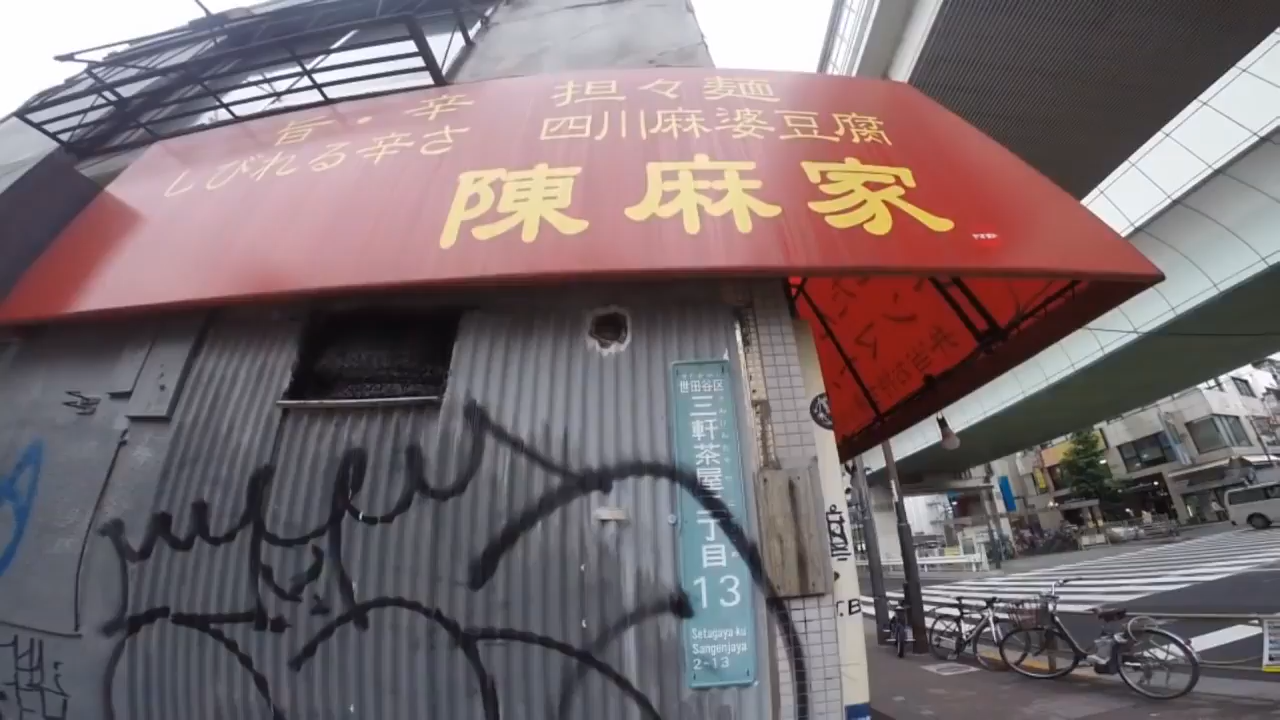 旨・辛
しびれる辛さ
担々麺
四川麻婆豆腐
陳麻家
世田谷区
三軒茶屋二丁目
13
Setagaya ku
Sangenjaya
2-13